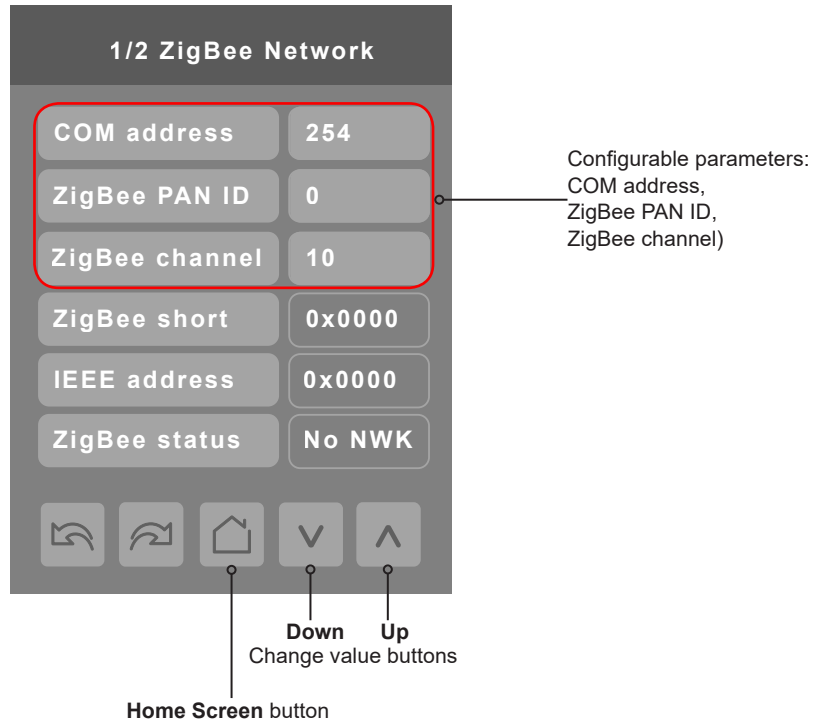 1/2 ZigBee Network
COM address 254
ZigBee PAN ID 0
ZigBee channel 10
ZigBee short 0x0000
IEEE address 0x0000
ZigBee status No NWK
Configurable parameters:
COM address,
ZigBee PAN ID,
ZigBee channel)
Down Up
Change value buttons
Home Screen button